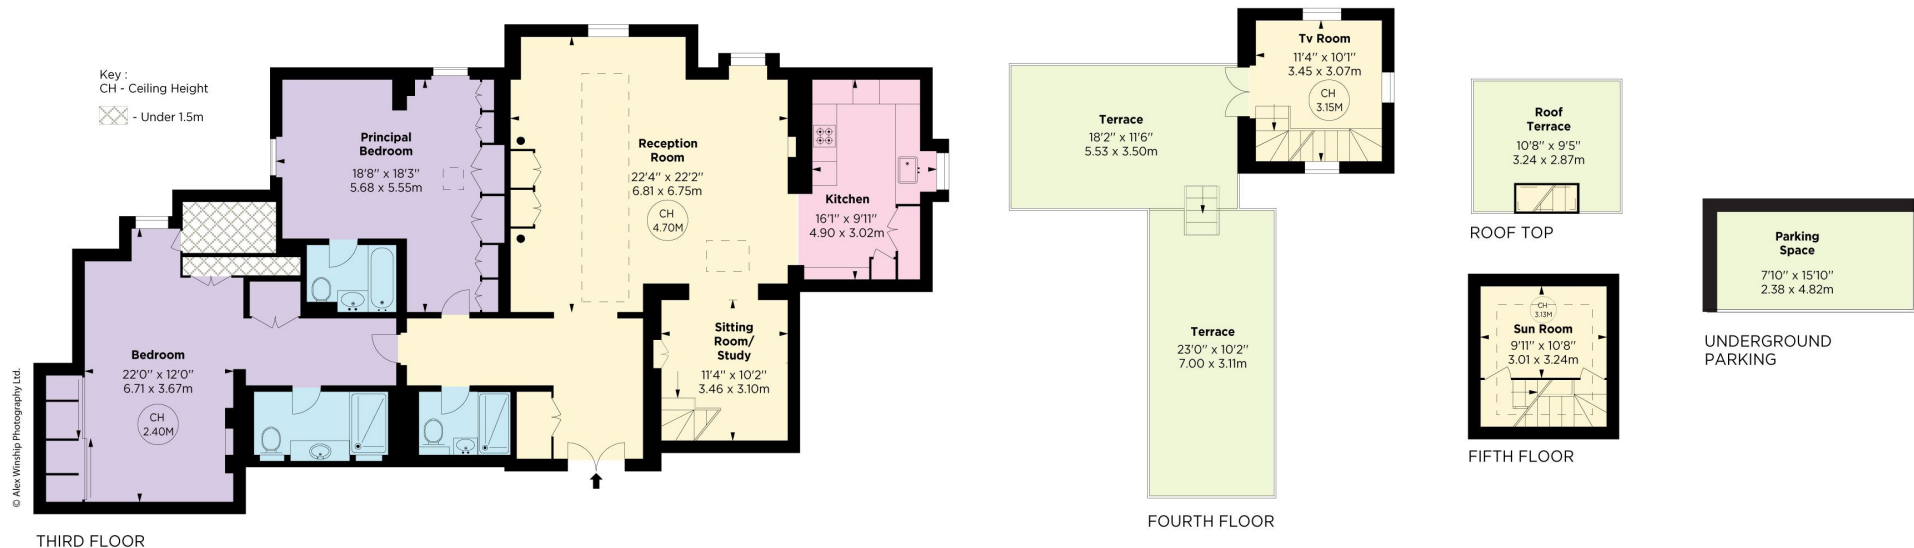 Key :
CH - Ceiling Height
- Under 1.5m
Principal
Bedroom
18'8'' x 18'3''
5.68 x 5.55m
Reception
Room
22'4'' x 22'2''
6.81 x 6.75m
CH
4.70M
Kitchen
16'1'' x 9'11''
4.90 x 3.02m
Bedroom
22'0'' x 12'0''
6.71 x 3.67m
CH
2.40M
Sitting
Room/
Study
11'4'' x 10'2''
3.46 x 3.10m
© Alex Winship Photography Ltd.
THIRD FLOOR
Tv Room
11'4'' x 10'1''
3.45 x 3.07m
CH
3.15M
Terrace
18'2'' x 11'6''
5.53 x 3.50m
Terrace
23'0'' x 10'2''
7.00 x 3.11m
FOURTH FLOOR
Roof
Terrace
10'8'' x 9'5''
3.24 x 2.87m
ROOF TOP
CH
3.13M
Sun Room
9'11'' x 10'8''
3.01 x 3.24m
FIFTH FLOOR
Parking
Space
7'10'' x 15'10''
2.38 x 4.82m
UNDERGROUND
PARKING